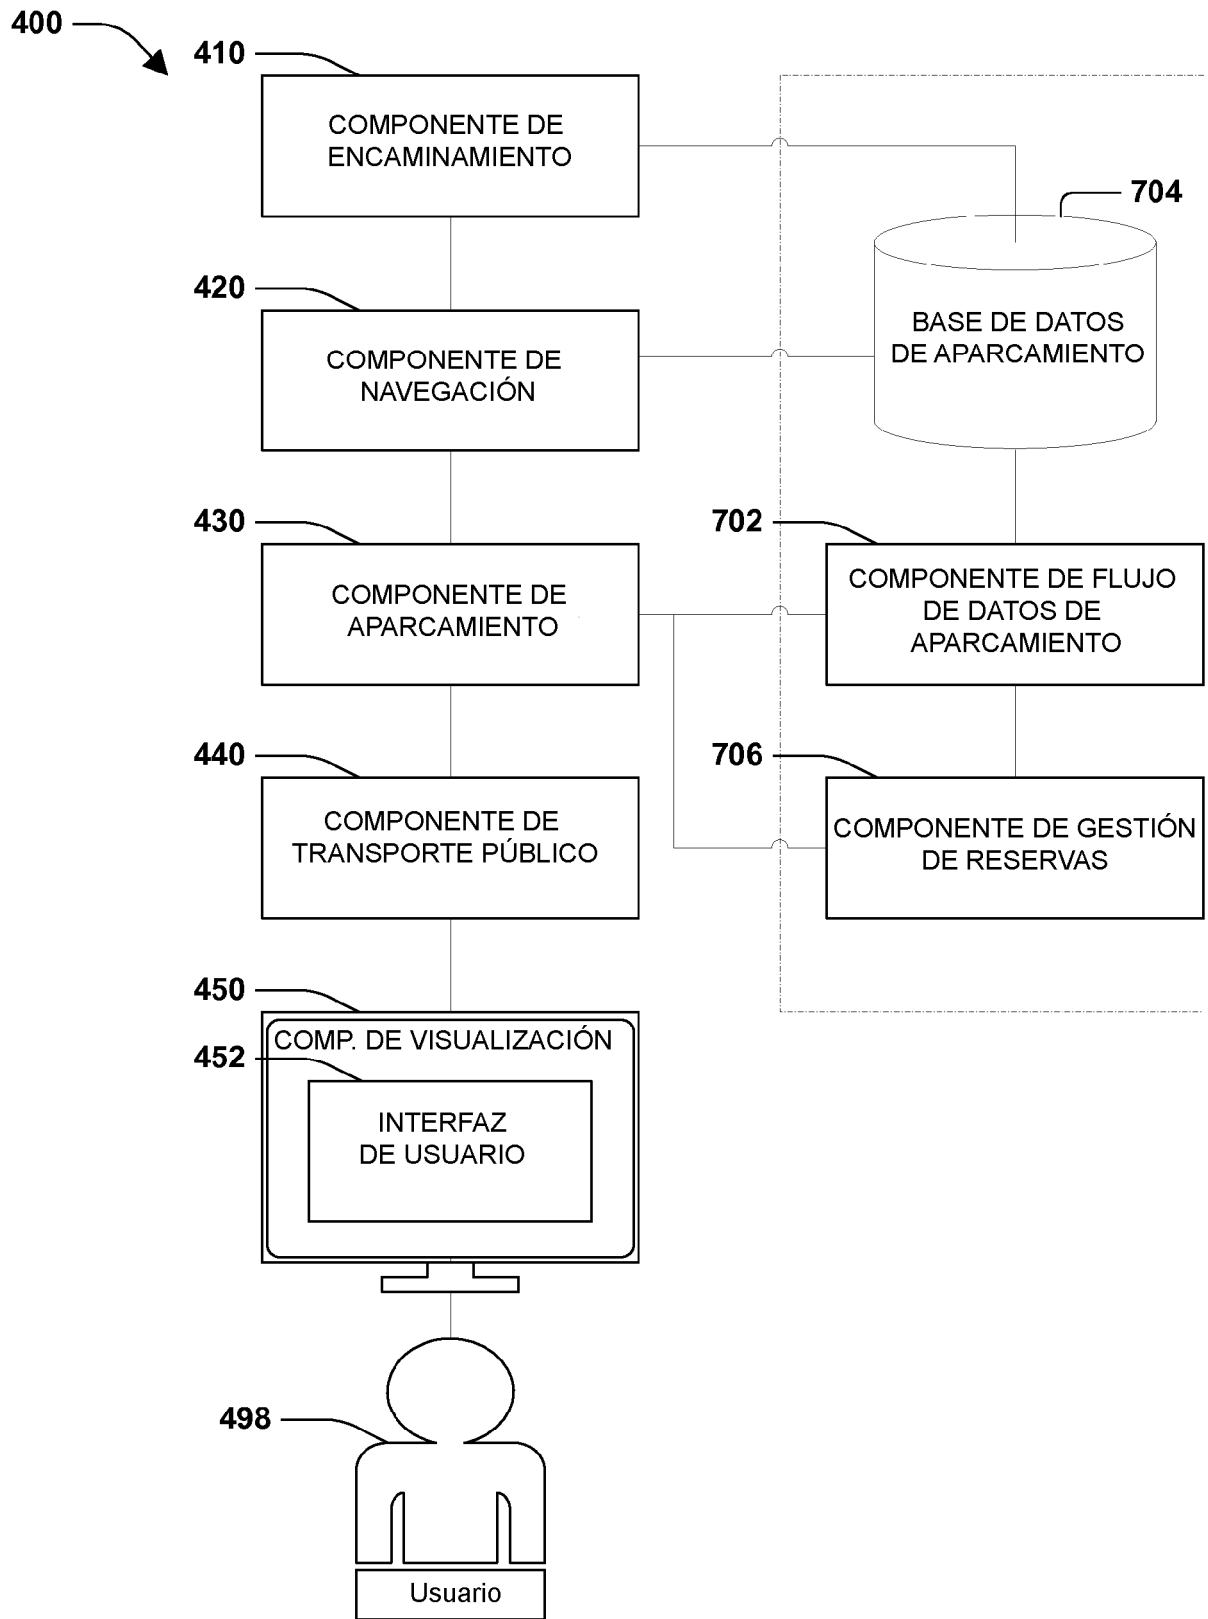 400
410
COMPONENTE DE
ENCAMINAMIENTO
704
420
BASE DE DATOS
DE APARCAMIENTO
COMPONENTE DE
NAVEGACIÓN
430
702
COMPONENTE DE
APARCAMIENTO
COMPONENTE DE FLUJO
DE DATOS DE
APARCAMIENTO
440
706
COMPONENTE DE
TRANSPORTE PÚBLICO
COMPONENTE DE GESTIÓN
DE RESERVAS
450
COMP. DE VISUALIZACIÓN
452
INTERFAZ
DE USUARIO
498
Usuario